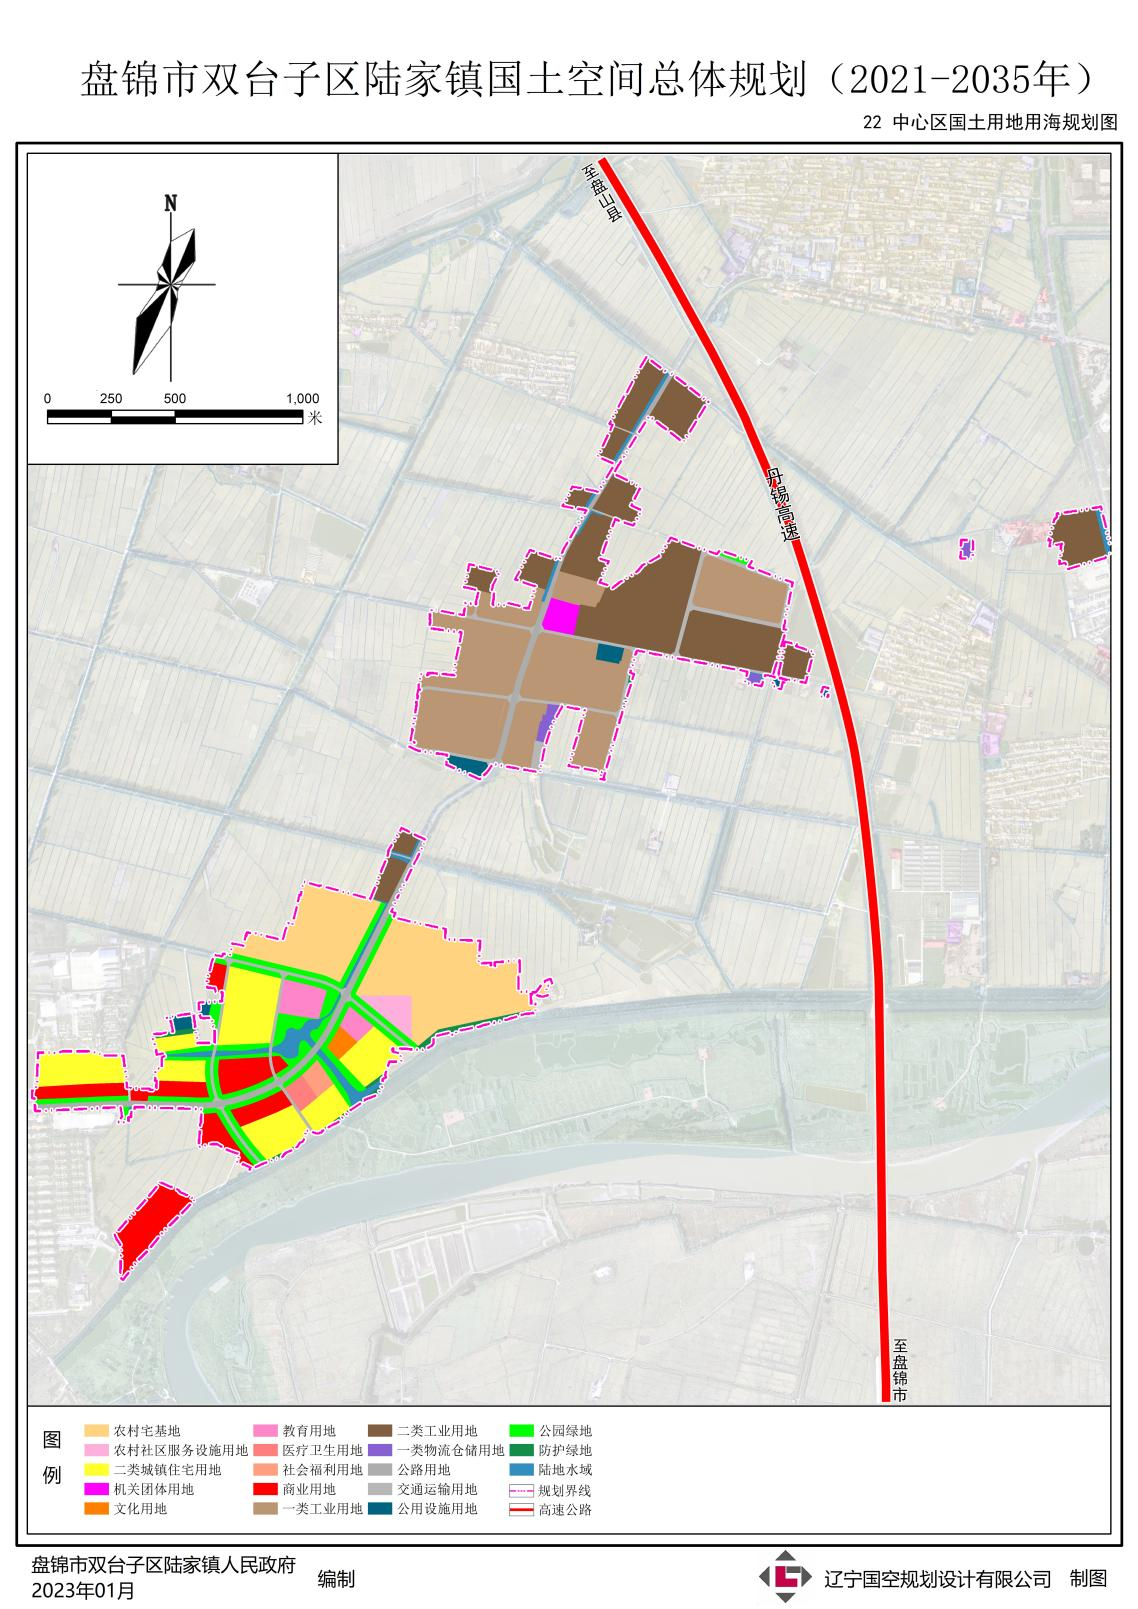 盘锦市双台子区陆家镇国土空间总体规划（2021-2035年）
22 中心区国土用地用海规划图
N
0 250 500 1,000
米
至盘山县
丹锡高速
至盘锦市
图例
农村宅基地
农村社区服务设施用地
二类城镇住宅用地
机关团体用地
文化用地
教育用地
医疗卫生用地
社会福利用地
商业用地
一类工业用地
二类工业用地
一类物流仓储用地
公路用地
交通运输用地
公用设施用地
公园绿地
防护绿地
陆地水域
规划界线
高速公路
盘锦市双台子区陆家镇人民政府
2023年01月
编制
辽宁国空规划设计有限公司 制图